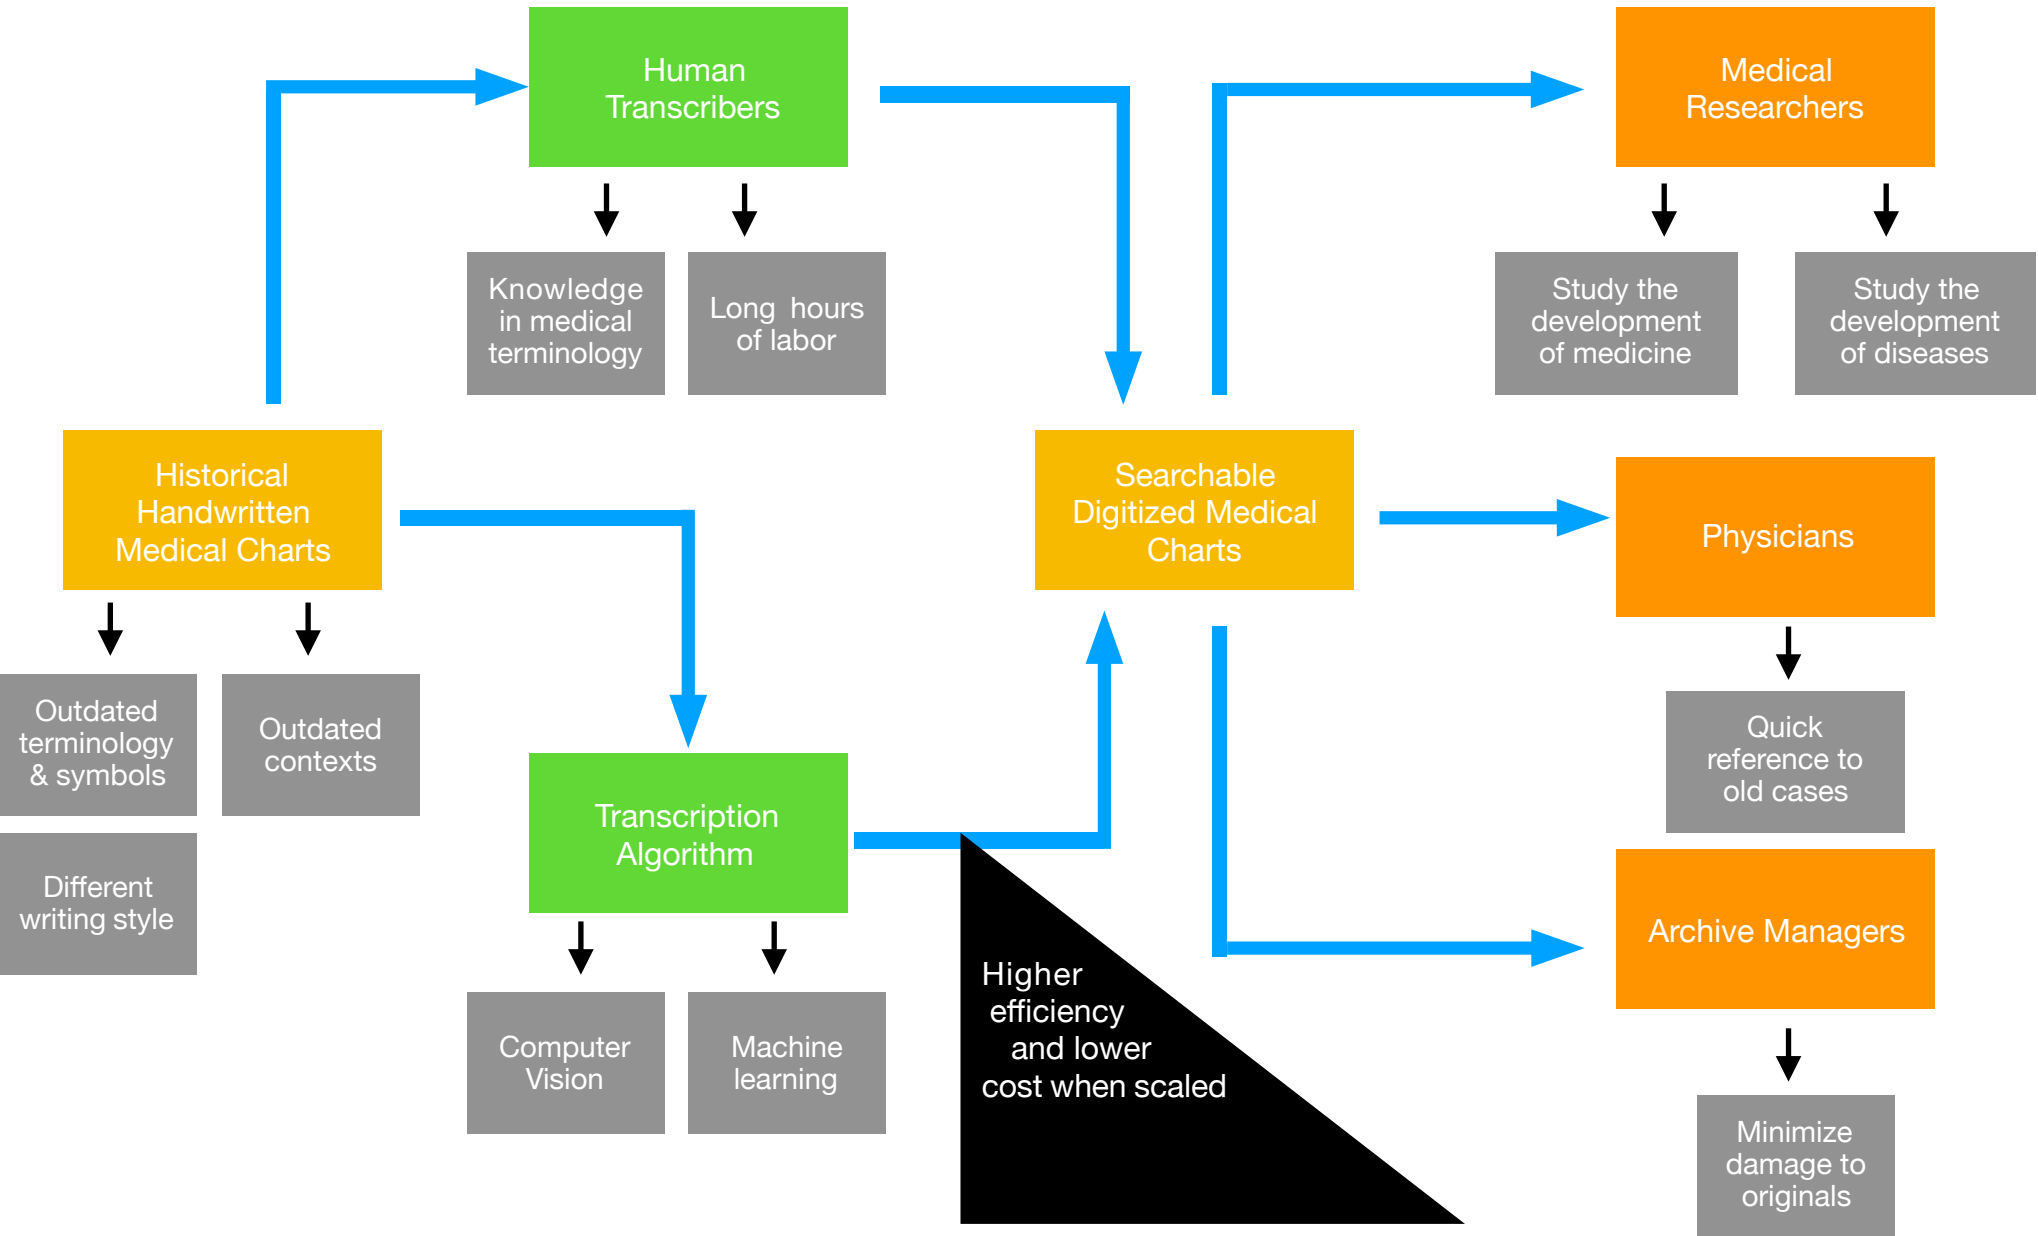 Human
Transcribers
Medical
Researchers
Knowledge
in medical
terminology
Long hours
of labor
Study the
development
of medicine
Study the
development
of diseases
Historical
Handwritten
Medical Charts
Searchable
Digitized Medical
Charts
Physicians
Outdated
terminology
& symbols
Outdated
contexts
Quick
reference to
old cases
Different
writing style
Transcription
Algorithm
Archive Managers
Higher
efficiency
and lower
cost when scaled
Computer
Vision
Machine
learning
Minimize
damage to
originals